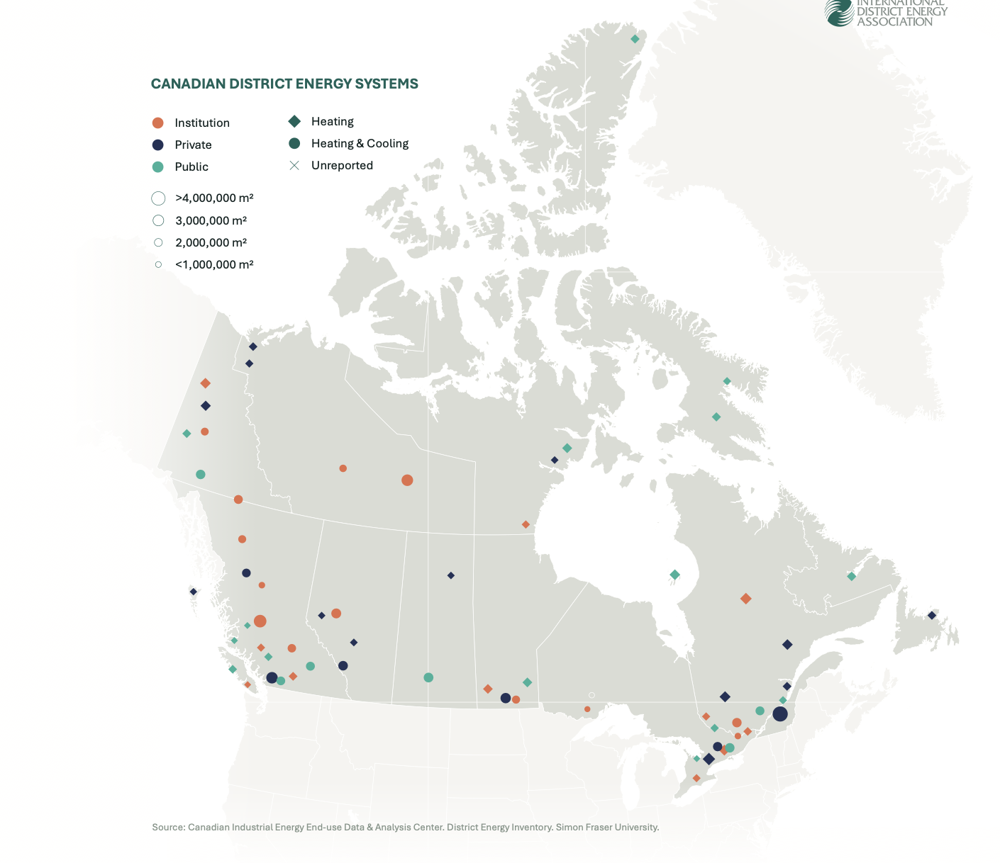 INTERNATIONAL
DISTRICT ENERGY
ASSOCIATION
CANADIAN DISTRICT ENERGY SYSTEMS
Institution
Private
Public
Heating
Heating & Cooling
Unreported
>4,000,000 m²
3,000,000 m²
2,000,000 m²
<1,000,000 m²
Source: Canadian Industrial Energy End-use Data & Analysis Center. District Energy Inventory. Simon Fraser University.